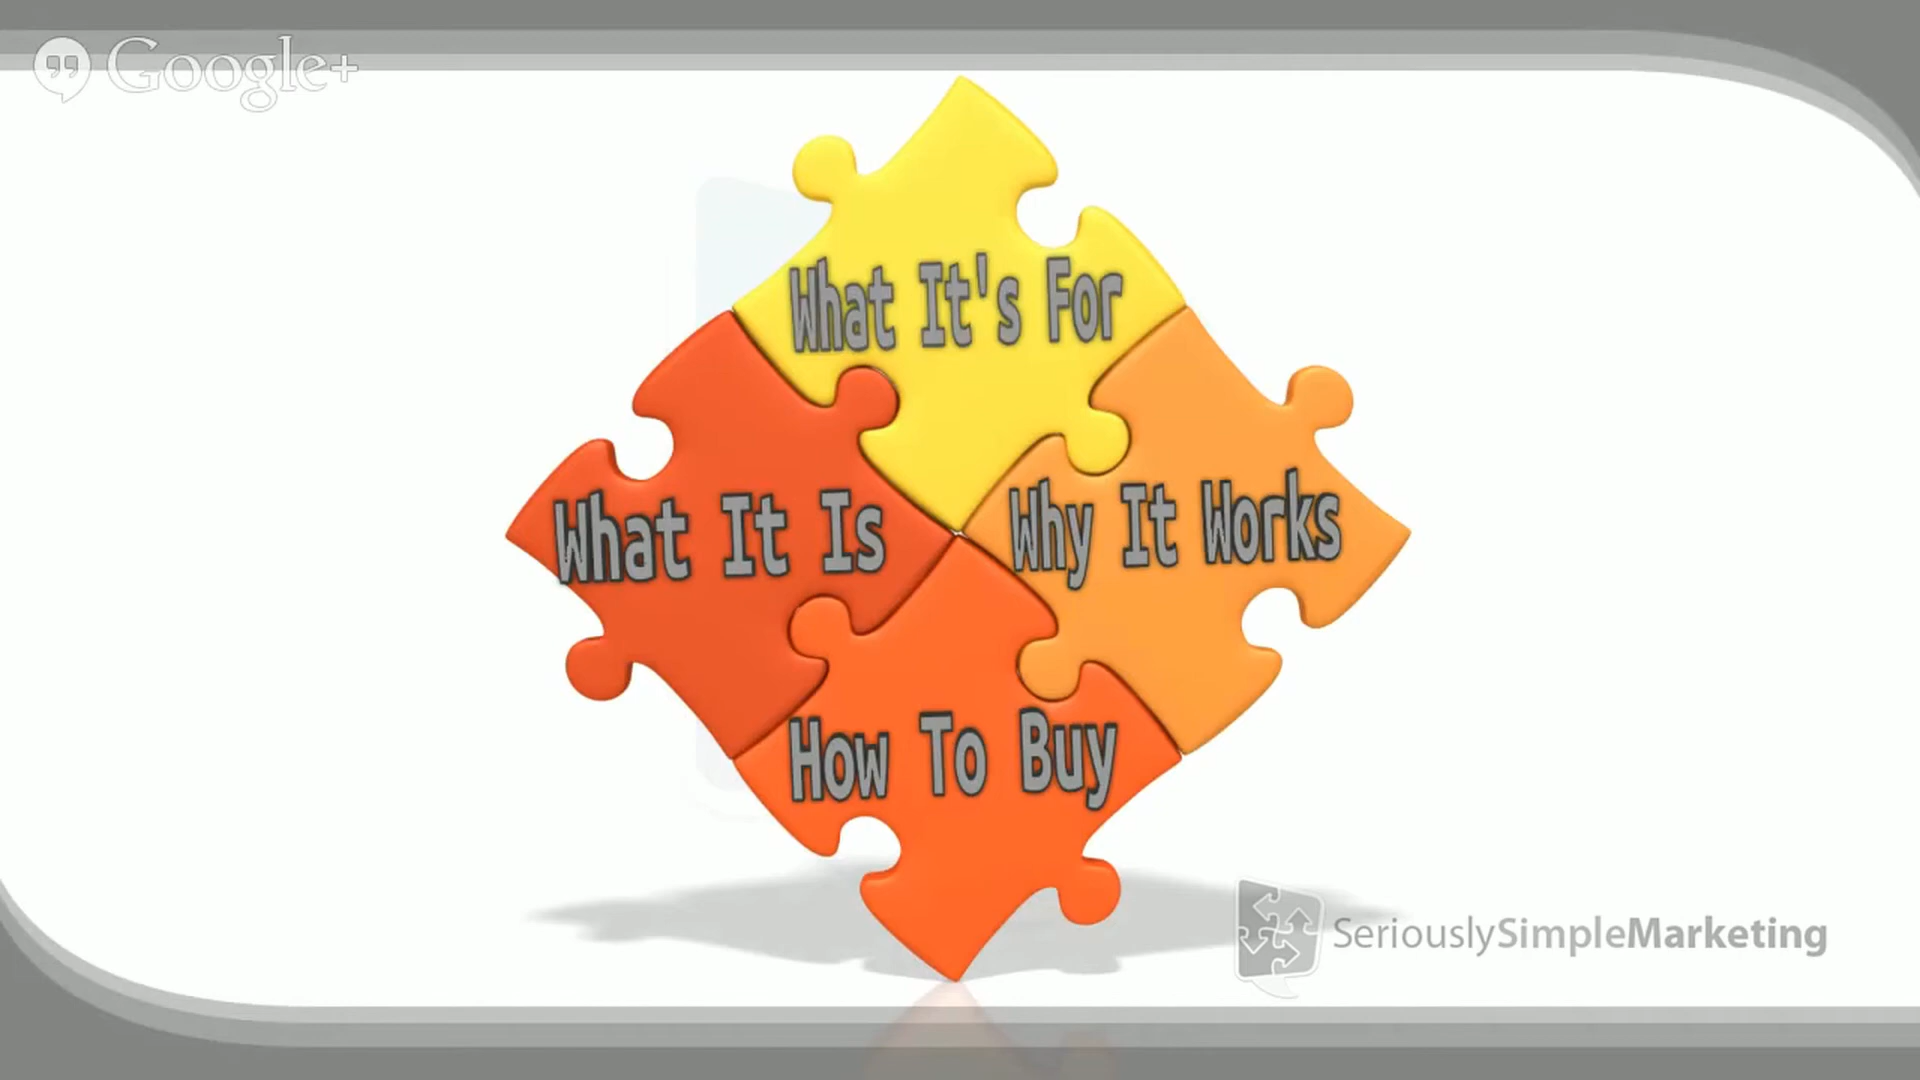 Google+
What It's For
What It Is
Why It Works
How To Buy
SeriouslySimpleMarketing